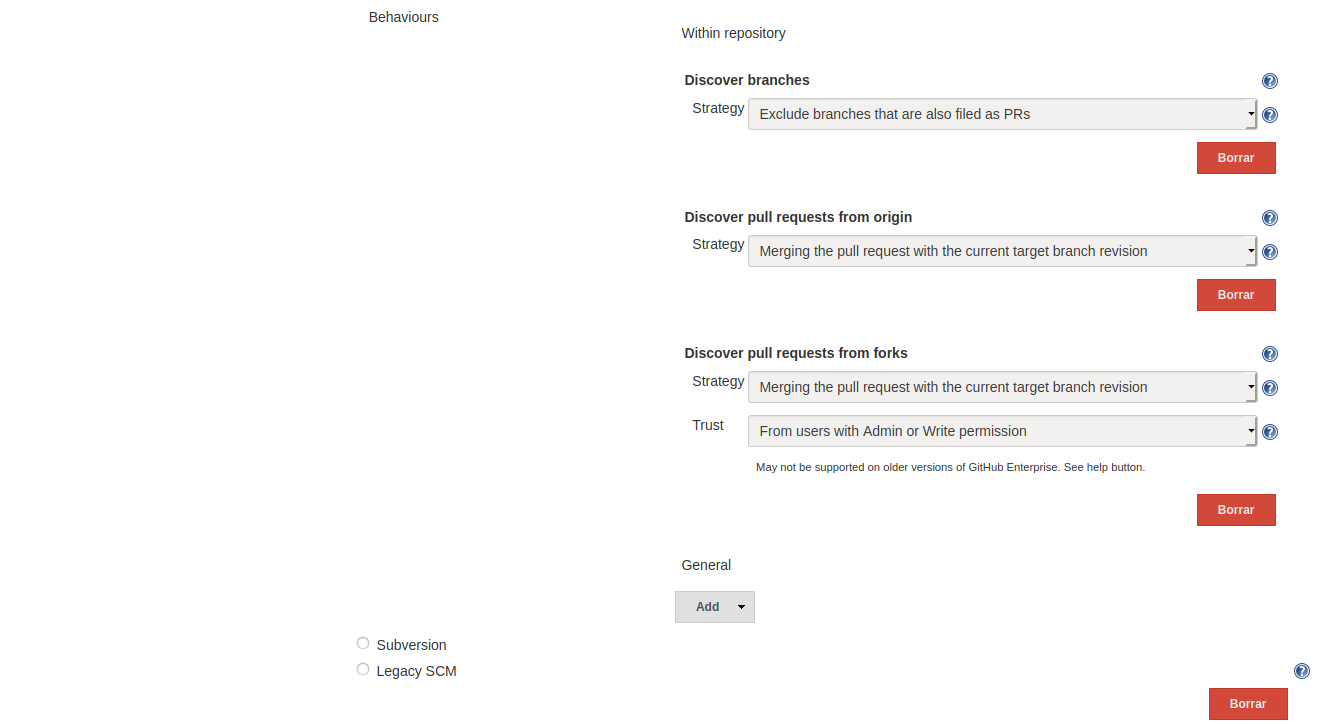 Behaviours
Within repository
Discover branches
Strategy Exclude branches that are also filed as PRs
Borrar
Discover pull requests from origin
Strategy Merging the pull request with the current target branch revision
Borrar
Discover pull requests from forks
Strategy Merging the pull request with the current target branch revision
Trust From users with Admin or Write permission
May not be supported on older versions of GitHub Enterprise. See help button.
Borrar
General
Add
Subversion
Legacy SCM
Borrar